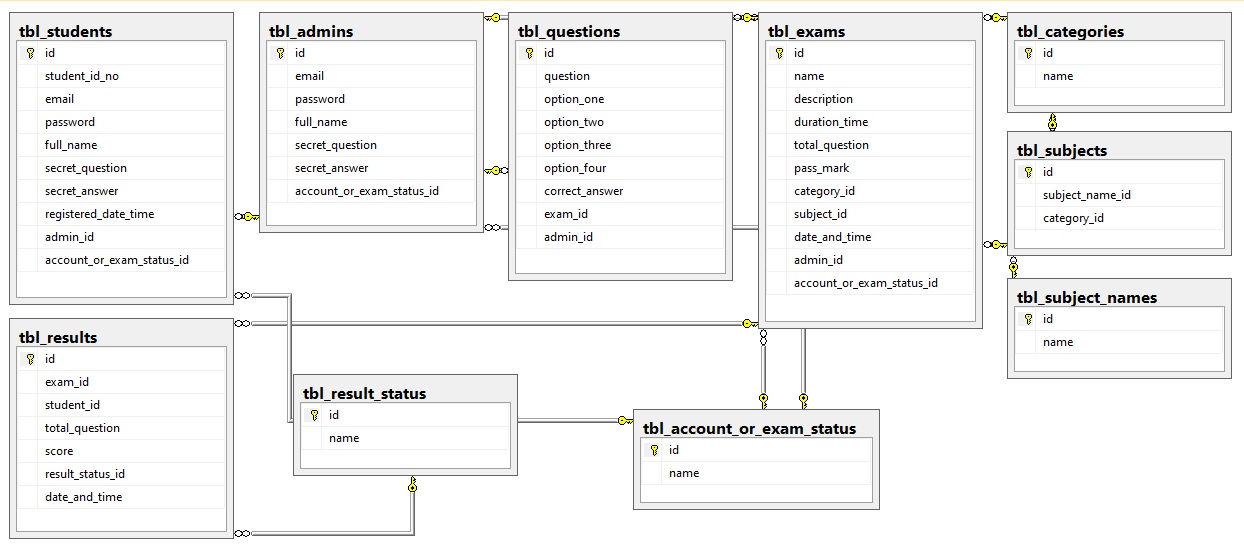 tbl_students
id
student_id_no
email
password
full_name
secret_question
secret_answer
registered_date_time
admin_id
account_or_exam_status_id
tbl_admins
id
email
password
full_name
secret_question
secret_answer
account_or_exam_status_id
tbl_questions
id
question
option_one
option_two
option_three
option_four
correct_answer
exam_id
admin_id
tbl_exams
id
name
description
duration_time
total_question
pass_mark
category_id
subject_id
date_and_time
admin_id
account_or_exam_status_id
tbl_categories
id
name
tbl_subjects
id
subject_name_id
category_id
tbl_subject_names
id
name
tbl_results
id
exam_id
student_id
total_question
score
result_status_id
date_and_time
tbl_result_status
id
name
tbl_account_or_exam_status
id
name